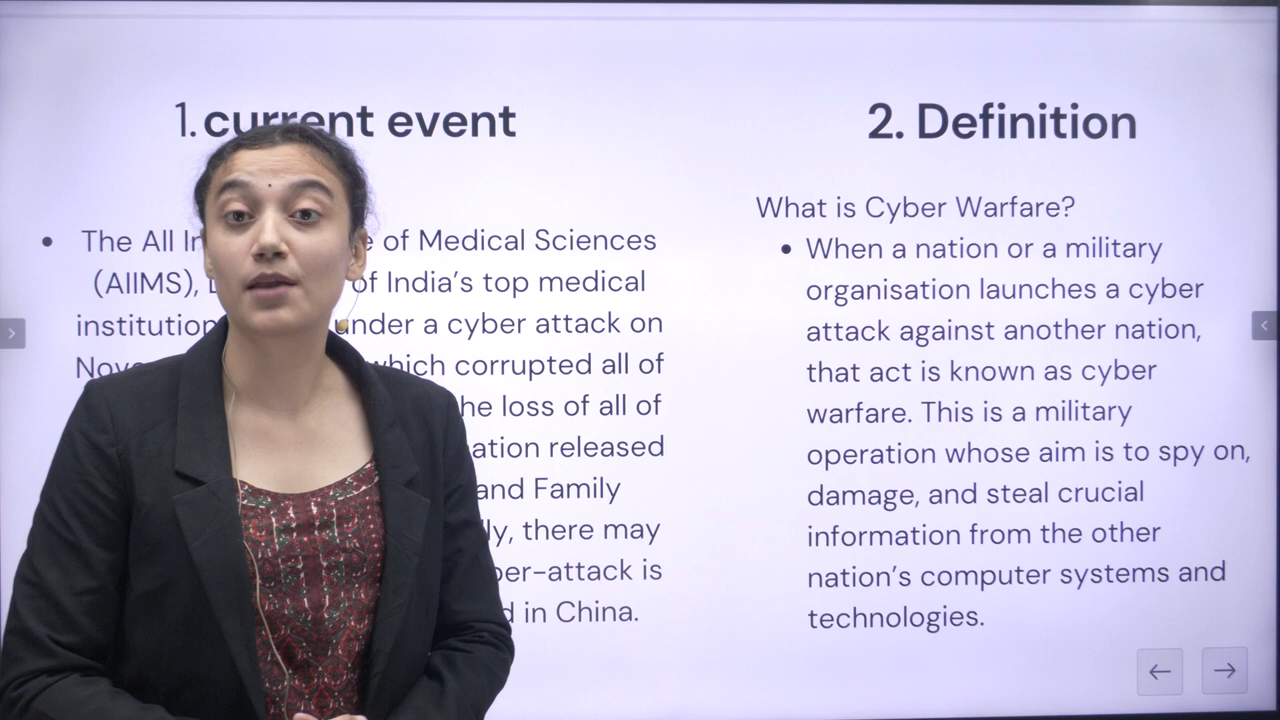 1. current event
The All In e of Medical Sciences
(AIIMS), of India's top medical
institution under a cyber attack on
Nove which corrupted all of
he loss of all of
ation released
and Family
ly, there may
ber-attack is
d in China.
2. Definition
What is Cyber Warfare?
When a nation or a military
organisation launches a cyber
attack against another nation,
that act is known as cyber
warfare. This is a military
operation whose aim is to spy on,
damage, and steal crucial
information from the other
nation's computer systems and
technologies.